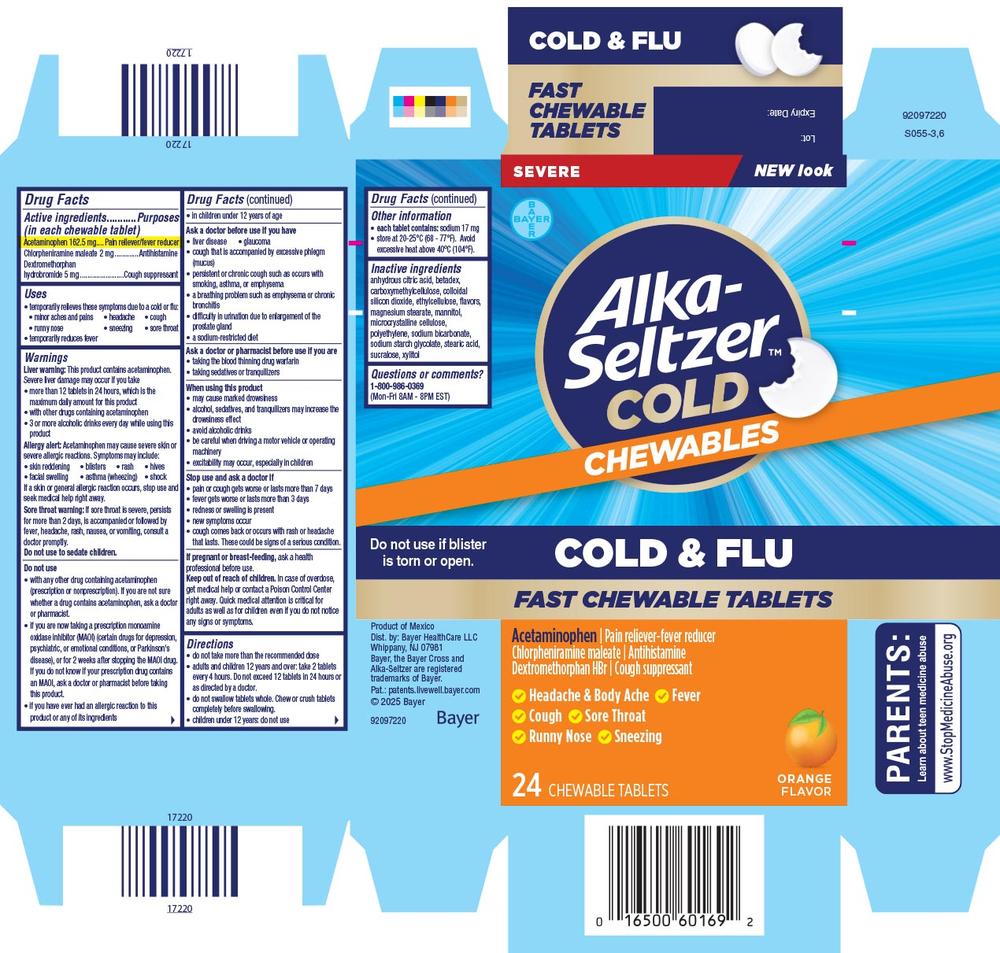 17220
17220
Drug Facts
Active ingredients...........Purposes
(in each chewable tablet)
Acetaminophen 162.5 mg.... Pain reliever/fever reducer
Chlorpheniramine maleate 2 mg ............Antihistamine
Dextromethorphan
hydrobromide 5 mg.......................Cough suppressant
Uses
• temporarily relieves these symptoms due to a cold or flu:
• minor aches and pains • headache • cough
• runny nose • sneezing • sore throat
• temporarily reduces fever
Warnings
Liver warning: This product contains acetaminophen.
Severe liver damage may occur if you take
• more than 12 tablets in 24 hours, which is the
maximum daily amount for this product
• with other drugs containing acetaminophen
• 3 or more alcoholic drinks every day while using this
product
Allergy alert: Acetaminophen may cause severe skin or
severe allergic reactions. Symptoms may include:
• skin reddening • blisters • rash • hives
• facial swelling • asthma (wheezing) • shock
If a skin or general allergic reaction occurs, stop use and
seek medical help right away.
Sore throat warning: If sore throat is severe, persists
for more than 2 days, is accompanied or followed by
fever, headache, rash, nausea, or vomiting, consult a
doctor promptly.
Do not use to sedate children.
Do not use
• with any other drug containing acetaminophen
(prescription or nonprescription). If you are not sure
whether a drug contains acetaminophen, ask a doctor
or pharmacist.
• if you are now taking a prescription monoamine
oxidase inhibitor (MAOI) (certain drugs for depression,
psychiatric, or emotional conditions, or Parkinson's
disease), or for 2 weeks after stopping the MAOI drug.
If you do not know if your prescription drug contains
an MAOI, ask a doctor or pharmacist before taking
this product.
• if you have ever had an allergic reaction to this
product or any of its ingredients
Drug Facts (continued)
• in children under 12 years of age
Ask a doctor before use if you have
• liver disease • glaucoma
• cough that is accompanied by excessive phlegm
(mucus)
• persistent or chronic cough such as occurs with
smoking, asthma, or emphysema
• a breathing problem such as emphysema or chronic
bronchitis
• difficulty in urination due to enlargement of the
prostate gland
• a sodium-restricted diet
Ask a doctor or pharmacist before use if you are
• taking the blood thinning drug warfarin
• taking sedatives or tranquilizers
When using this product
• may cause marked drowsiness
• alcohol, sedatives, and tranquilizers may increase the
drowsiness effect
• avoid alcoholic drinks
• be careful when driving a motor vehicle or operating
machinery
• excitability may occur, especially in children
Stop use and ask a doctor if
• pain or cough gets worse or lasts more than 7 days
• fever gets worse or lasts more than 3 days
• redness or swelling is present
• new symptoms occur
• cough comes back or occurs with rash or headache
that lasts. These could be signs of a serious condition.
If pregnant or breast-feeding, ask a health
professional before use.
Keep out of reach of children. In case of overdose,
get medical help or contact a Poison Control Center
right away. Quick medical attention is critical for
adults as well as for children even if you do not notice
any signs or symptoms.
Directions
• do not take more than the recommended dose
• adults and children 12 years and over: take 2 tablets
every 4 hours. Do not exceed 12 tablets in 24 hours or
as directed by a doctor.
• do not swallow tablets whole. Chew or crush tablets
completely before swallowing.
• children under 12 years: do not use
17220
17220
Drug Facts (continued)
Other information
• each tablet contains: sodium 17 mg
• store at 20-25°C (68 - 77°F). Avoid
excessive heat above 40°C (104°F).
Inactive ingredients
anhydrous citric acid, betadex,
carboxymethylcellulose, colloidal
silicon dioxide, ethylcellulose, flavors,
magnesium stearate, mannitol,
microcrystalline cellulose,
polyethylene, sodium bicarbonate,
sodium starch glycolate, stearic acid,
sucralose, xylitol
Questions or comments?
1-800-986-0369
(Mon-Fri 8AM - 8PM EST)
Do not use if blister
is torn or open.
Product of Mexico
Dist. by: Bayer HealthCare LLC
Whippany, NJ 07981
Bayer, the Bayer Cross and
Alka-Seltzer are registered
trademarks of Bayer.
Pat.: patents.livewell.bayer.com
© 2025 Bayer
92097220
Bayer
COLD & FLU
FAST
CHEWABLE
TABLETS
Expiry Date:
Lot:
SEVERE
NEW look
BAYER
BAYER
Alka-
Seltzer™
COLD
CHEWABLES
COLD & FLU
FAST CHEWABLE TABLETS
Acetaminophen | Pain reliever-fever reducer
Chlorpheniramine maleate | Antihistamine
Dextromethorphan HBr | Cough suppressant
Headache & Body Ache Fever
Cough Sore Throat
Runny Nose Sneezing
24 CHEWABLE TABLETS
ORANGE
FLAVOR
0 16500 60169 2
92097220
S055-3,6
PARENTS:
Learn about teen medicine abuse
www.StopMedicineAbuse.org